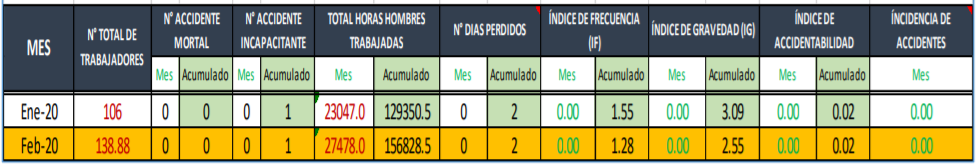 MES N° TOTAL DE TRABAJADORES N° ACCIDENTE MORTAL N° ACCIDENTE INCAPACITANTE TOTAL HORAS HOMBRES TRABAJADAS N° DIAS PERDIDOS ÍNDICE DE FRECUENCIA (IF) ÍNDICE DE GRAVEDAD (IG) ÍNDICE DE ACCIDENTABILIDAD ÍNCIDENCIA DE ACCIDENTES
Mes Acumulado Mes Acumulado Mes Acumulado Mes Acumulado Mes Acumulado Mes Acumulado Mes Acumulado Mes
Ene-20 106 0 0 0 1 23047.0 129350.5 0 2 0.00 1.55 0.00 3.09 0.00 0.02 0.00
Feb-20 138.88 0 0 0 1 27478.0 156828.5 0 2 0.00 1.28 0.00 2.55 0.00 0.02 0.00